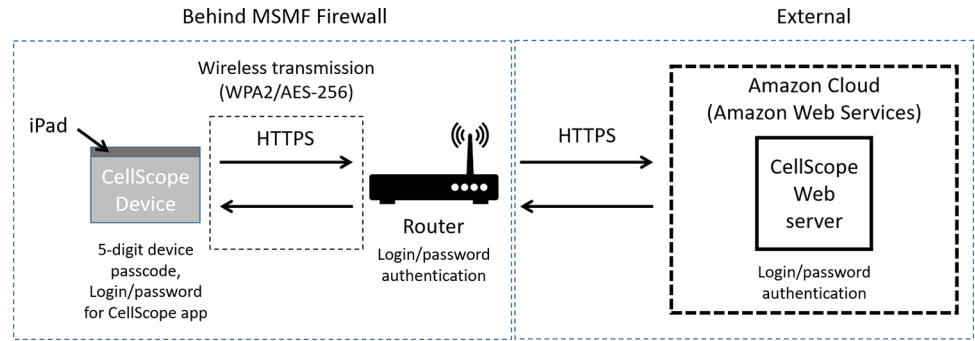 Behind MSMF Firewall
External
Wireless transmission
(WPA2/AES-256)
iPad
HTTPS
CellScope
Device
5-digit device
passcode,
Login/password
for CellScope app
Router
Login/password
authentication
HTTPS
Amazon Cloud
(Amazon Web Services)
CellScope
Web
server
Login/password
authentication